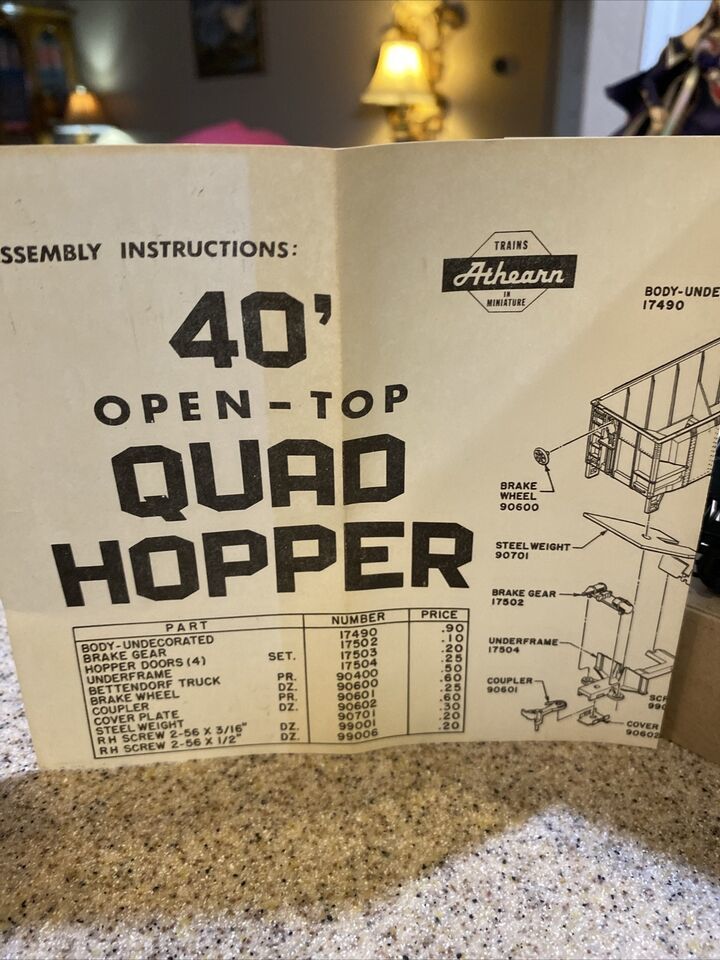 SSEMBLY INSTRUCTIONS:
40'
OPEN-TOP
QUAD
HOPPER
PART NUMBER PRICE
BODY-UNDECORATED 17490 .90
BRAKE GEAR 17502 .10
HOPPER DOORS (4) SET. 17503 .20
UNDERFRAME 17504 .25
BETTENDORF TRUCK PR. 90400 .50
BRAKE WHEEL DZ. 90600 .60
COUPLER PR. 90601 .25
COVER PLATE DZ. 90602 .60
STEEL WEIGHT 90701 .30
RH SCREW 2-56 X 3/16" DZ. 99001 .20
RH SCREW 2-56 X 1/2" DZ. 99006 .20
TRAINS
Athearn
IN
MINIATURE
BODY-UNDE
17490
BRAKE
WHEEL
90600
STEEL WEIGHT
90701
BRAKE GEAR
17502
UNDERFRAME
17504
COUPLER
90601
SCR
990
COVER
90602